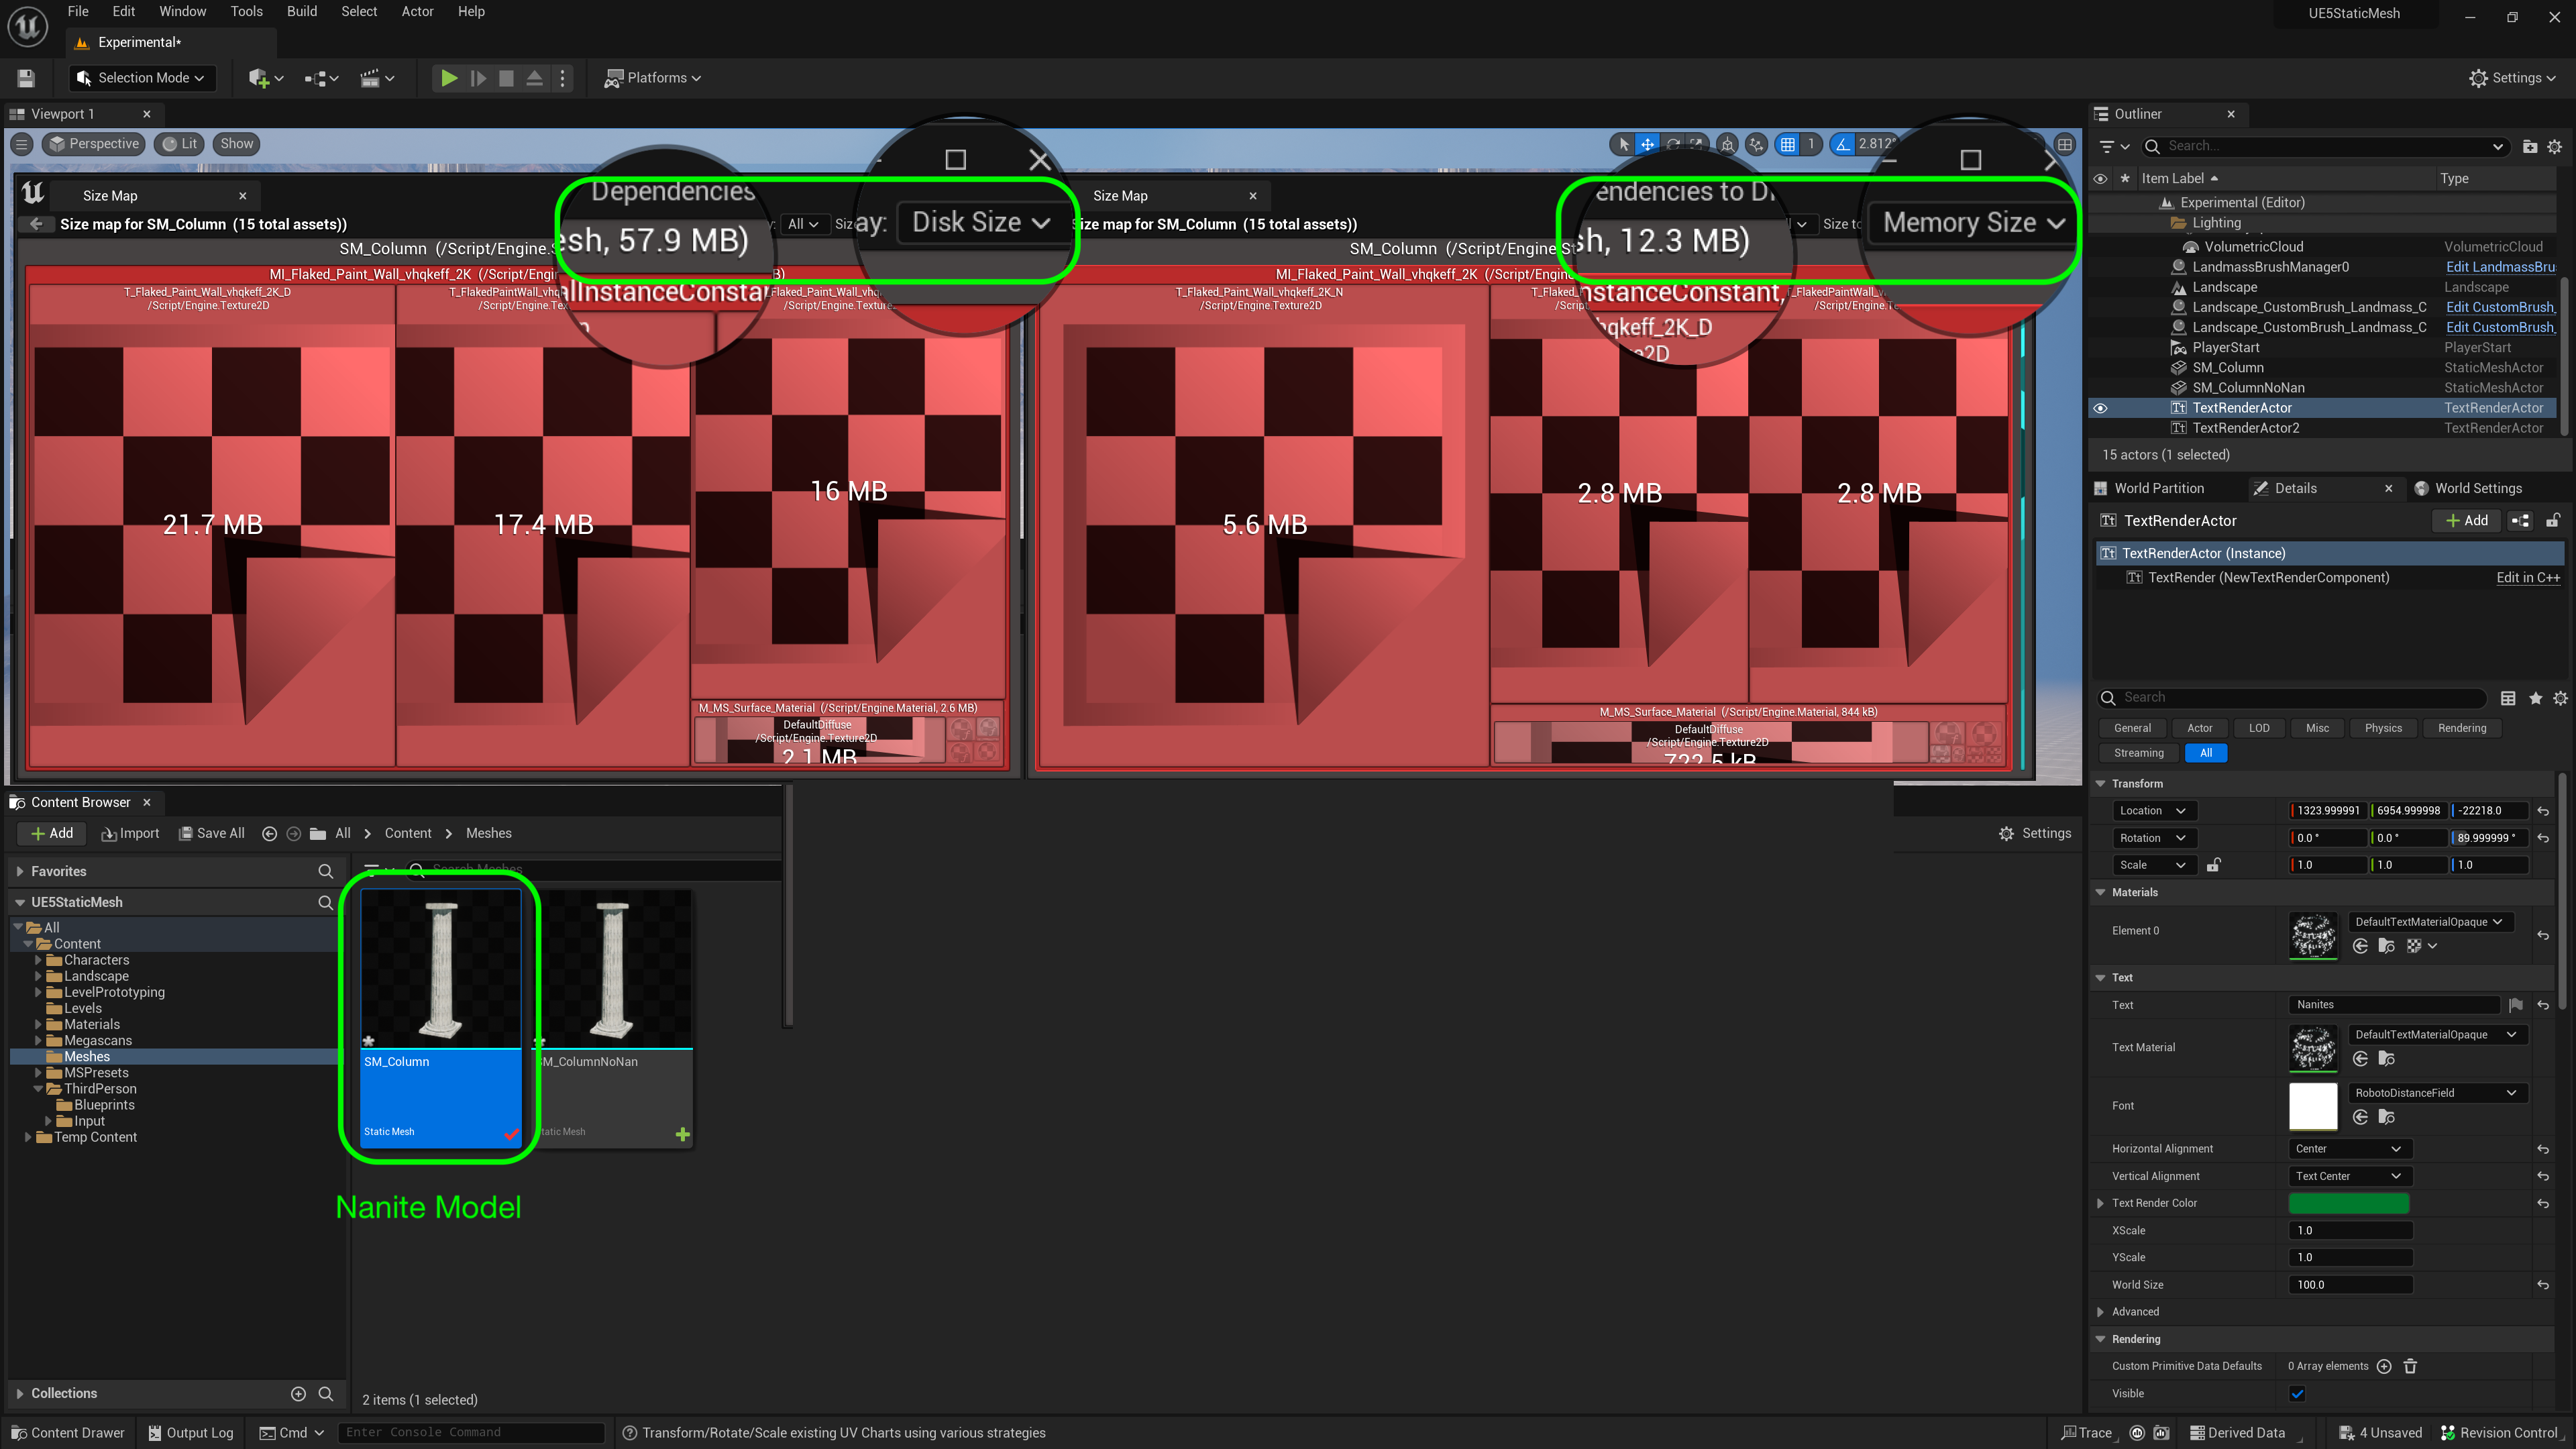 File Edit Window Tools Build Select Actor Help
UE5StaticMesh
Experimental*
Selection Mode
Platforms
Settings
Viewport 1
Perspective Lit Show
1
2.812°
Size Map
Size map for SM_Column (15 total assets))
Dependencies
esh, 57.9 MB)
All
ay: Disk Size
SM_Column (/Script/Engine.S
MI_Flaked_Paint_Wall_vhqkeff_2K (/Script/Engin
B)
alInstanceConstan
T_Flaked_Paint_Wall_vhqkeff_2K_D
/Script/Engine.Texture2D
21.7 MB
T_FlakedPaintWall_vhq
/Script/Engine.Tex
17.4 MB
Flaked_Paint_Wall_vhq
/Script/Engine.Texture
16 MB
M_MS_Surface_Material (/Script/Engine.Material, 2.6 MB)
DefaultDiffuse
/Script/Engine.Texture2D
2.1 MB
Size Map
Size map for SM_Column (15 total assets))
endencies to D
sh, 12.3 MB)
Size to
Memory Size
SM_Column (/Script/Engine.St
MI_Flaked_Paint_Wall_vhqkeff_2K (/Script/Engine
nstanceConstant,
hqkeff_2K_D
e2D
T_Flaked_Paint_Wall_vhqkeff_2K_N
/Script/Engine.Texture2D
5.6 MB
T_Flaked
/Script
2.8 MB
FlakedPaintWall_vhqkeff
/Script/Engine.Te
2.8 MB
M_MS_Surface_Material (/Script/Engine.Material, 844 kB)
DefaultDiffuse
/Script/Engine.Texture2D
722.5 kB
Content Browser
Add Import Save All All > Content > Meshes
Settings
Favorites
UE5StaticMesh
All
Content
Characters
Landscape
LevelPrototyping
Levels
Materials
Megascans
Meshes
MSPresets
ThirdPerson
Blueprints
Input
Temp Content
Collections
Search Meshes
SM_Column
Static Mesh
SM_ColumnNoNan
tatic Mesh
Nanite Model
2 items (1 selected)
Outliner
Search...
Item Label Type
Experimental (Editor)
Lighting
VolumetricCloud VolumetricCloud
LandmassBrushManager0 Edit LandmassBru
Landscape Landscape
Landscape_CustomBrush_Landmass_C Edit CustomBrush_
Landscape_CustomBrush_Landmass_C Edit CustomBrush_
PlayerStart PlayerStart
SM_Column StaticMeshActor
SM_ColumnNoNan StaticMeshActor
TextRenderActor TextRenderActor
TextRenderActor2 TextRenderActor
15 actors (1 selected)
World Partition Details World Settings
TextRenderActor
Add
TextRenderActor (Instance)
TextRender (NewTextRenderComponent) Edit in C++
Search
General Actor LOD Misc Physics Rendering
Streaming All
Transform
Location 1323.999991 6954.999998 -22218.0
Rotation 0.0 ° 0.0 ° 89.999999 °
Scale 1.0 1.0 1.0
Materials
Element 0 DefaultTextMaterialOpaque
Text
Text Nanites
Text Material DefaultTextMaterialOpaque
Font RobotoDistanceField
Horizontal Alignment Center
Vertical Alignment Text Center
Text Render Color
XScale 1.0
YScale 1.0
World Size 100.0
Advanced
Rendering
Custom Primitive Data Defaults 0 Array elements
Visible
Content Drawer Output Log Cmd Enter Console Command Transform/Rotate/Scale existing UV Charts using various strategies Trace Derived Data 4 Unsaved Revision Control